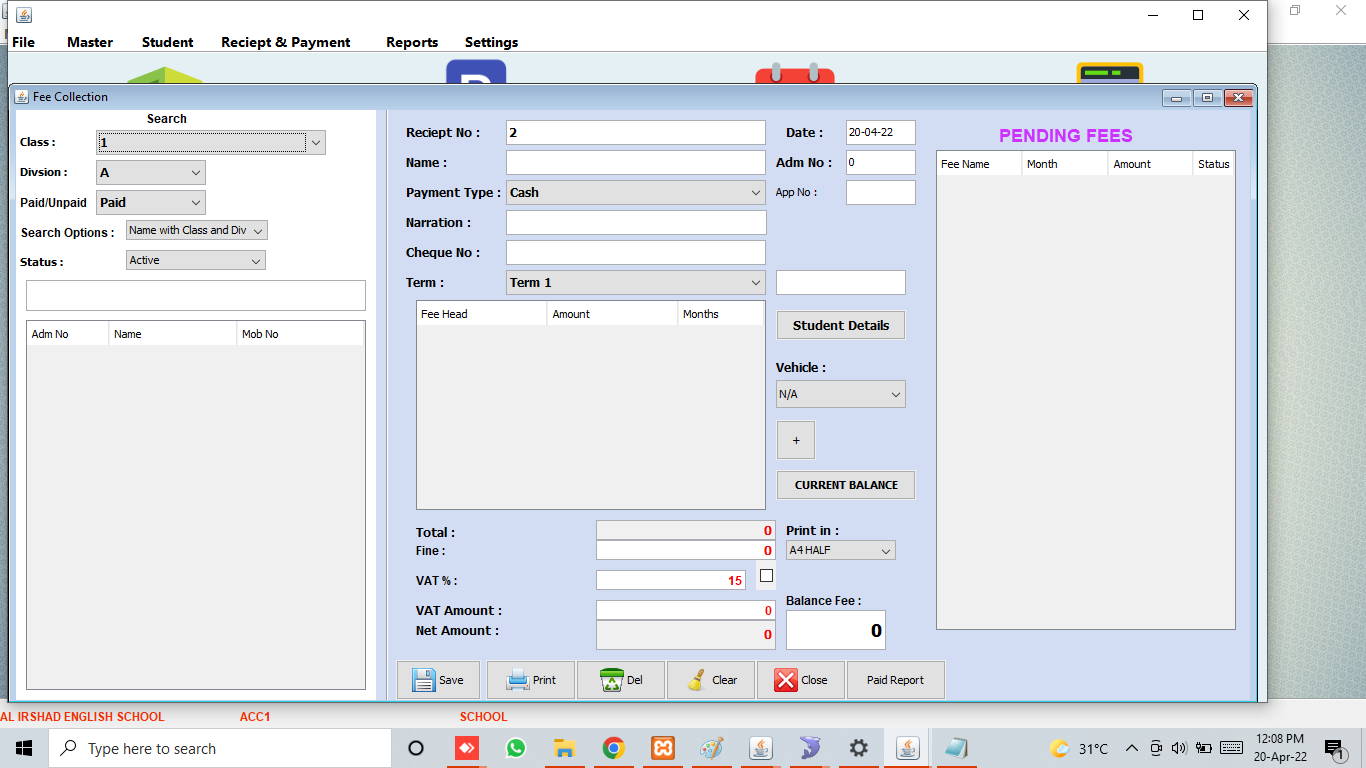 File Master Student Reciept & Payment Reports Settings
Fee Collection
Search
Class : 1
Divsion : A
Paid/Unpaid Paid
Search Options : Name with Class and Div
Status : Active
Adm No Name Mob No
Reciept No : 2 Date : 20-04-22
Name : Adm No : 0
Payment Type : Cash App No :
Narration :
Cheque No :
Term : Term 1
Fee Head Amount Months
Student Details
Vehicle :
N/A
+
CURRENT BALANCE
Total : 0 Print in :
Fine : 0 A4 HALF
VAT % : 15
VAT Amount : 0 Balance Fee :
Net Amount : 0 0
Save Print Del Clear Close Paid Report
PENDING FEES
Fee Name Month Amount Status
AL IRSHAD ENGLISH SCHOOL ACC1 SCHOOL
Type here to search
31°C
12:08 PM
20-Apr-22
1